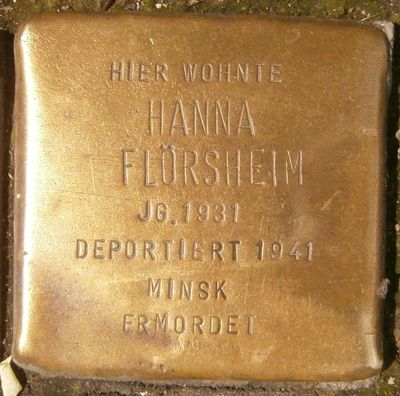 HIER WOHNTE
HANNA
FLÖRSHEIM
JG. 1931
DEPORTIERT 1941
MINSK
ERMORDET